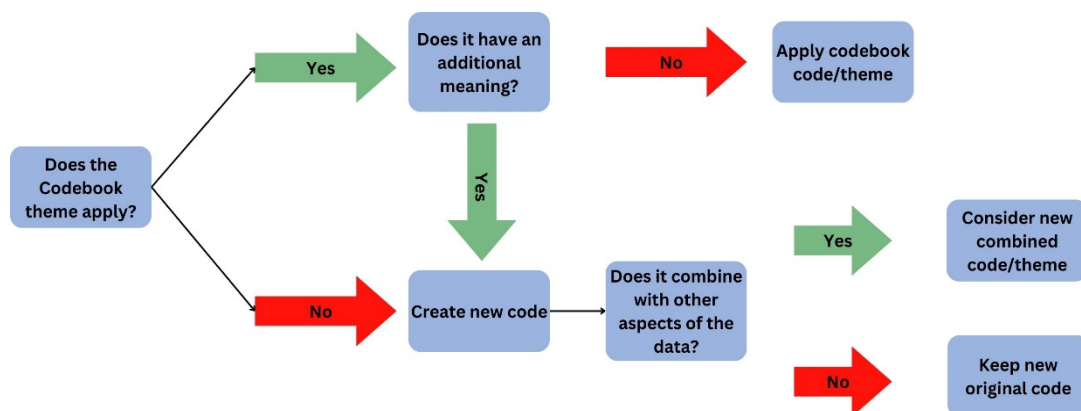 Does it have an
additional
meaning?
Yes
No
Apply codebook
code/theme
Does the
Codebook
theme apply?
Yes
Consider new
combined
code/theme
Yes
No
Create new code
Does it combine
with other
aspects of the
data?
No
Keep new
original code